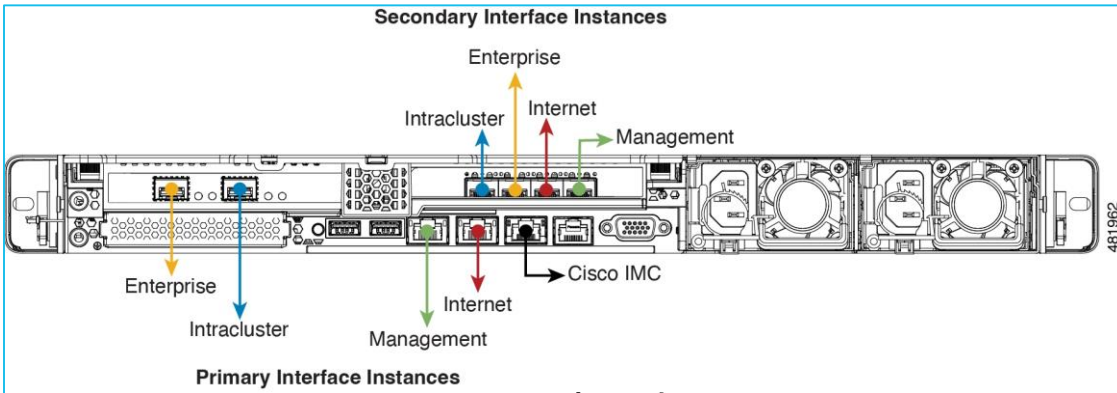 Secondary Interface Instances
Enterprise
Internet
Intracluster
Management
481962
Cisco IMC
Enterprise
Internet
Intracluster
Management
Primary Interface Instances